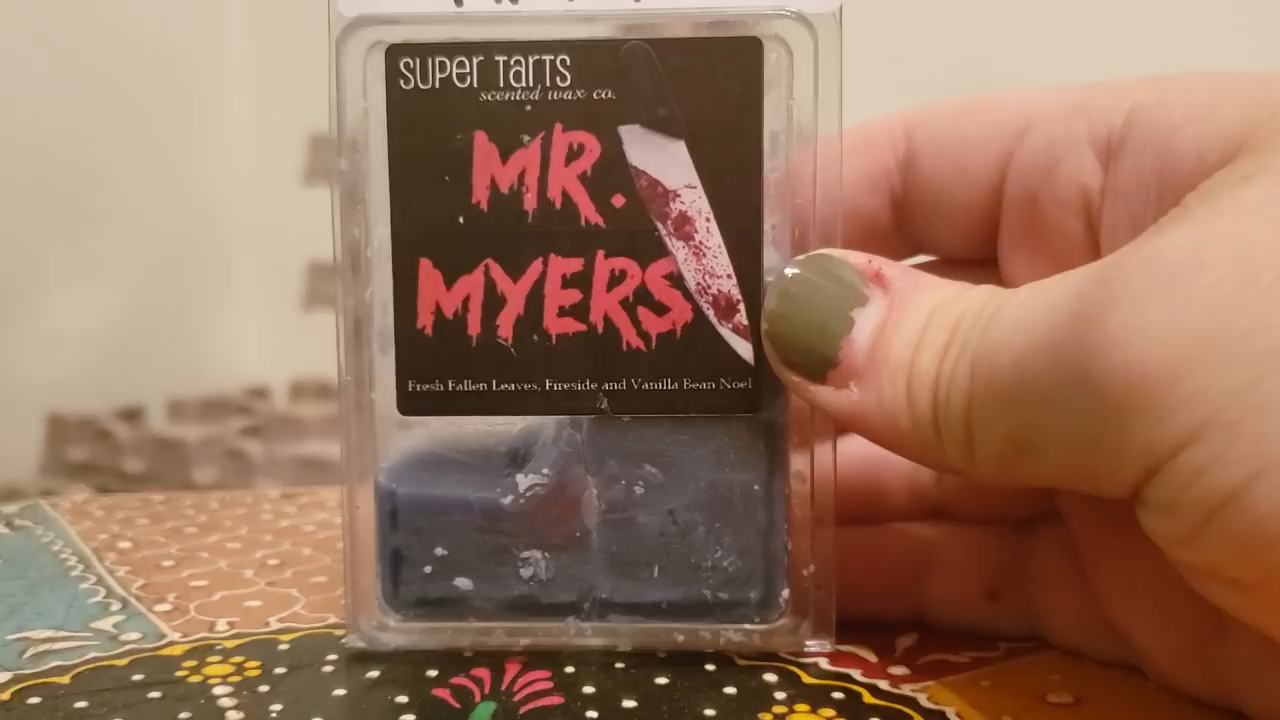 SUPER TARTS
scented wax co.
MR.
MYERS
Fresh Fallen Leaves, Fireside and Vanilla Bean Noel